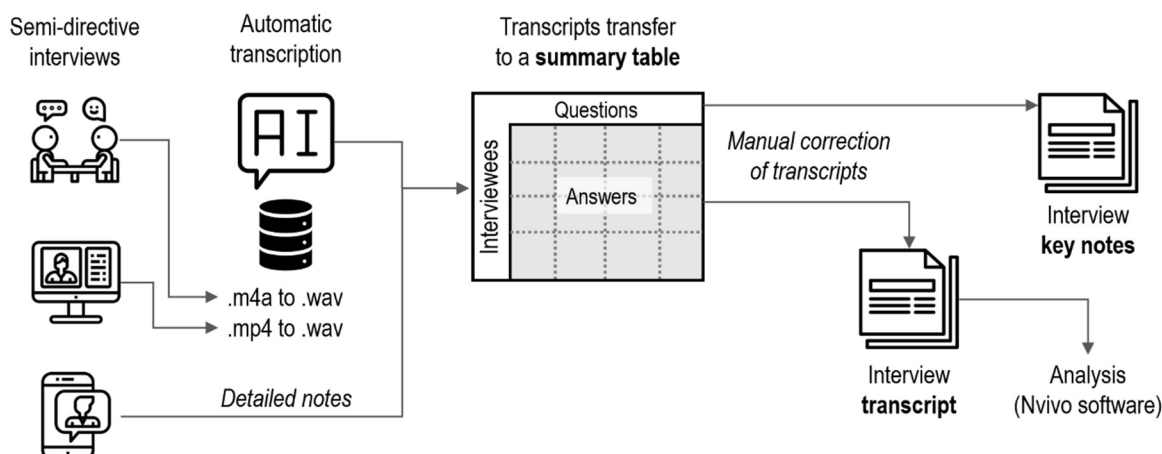 Semi-directive
interviews
Automatic
transcription
AI
.m4a to .wav
.mp4 to .wav
Detailed notes
Transcripts transfer
to a summary table
Questions
Interviewees
Answers
Manual correction
of transcripts
Interview
key notes
Interview
transcript
Analysis
(Nvivo software)